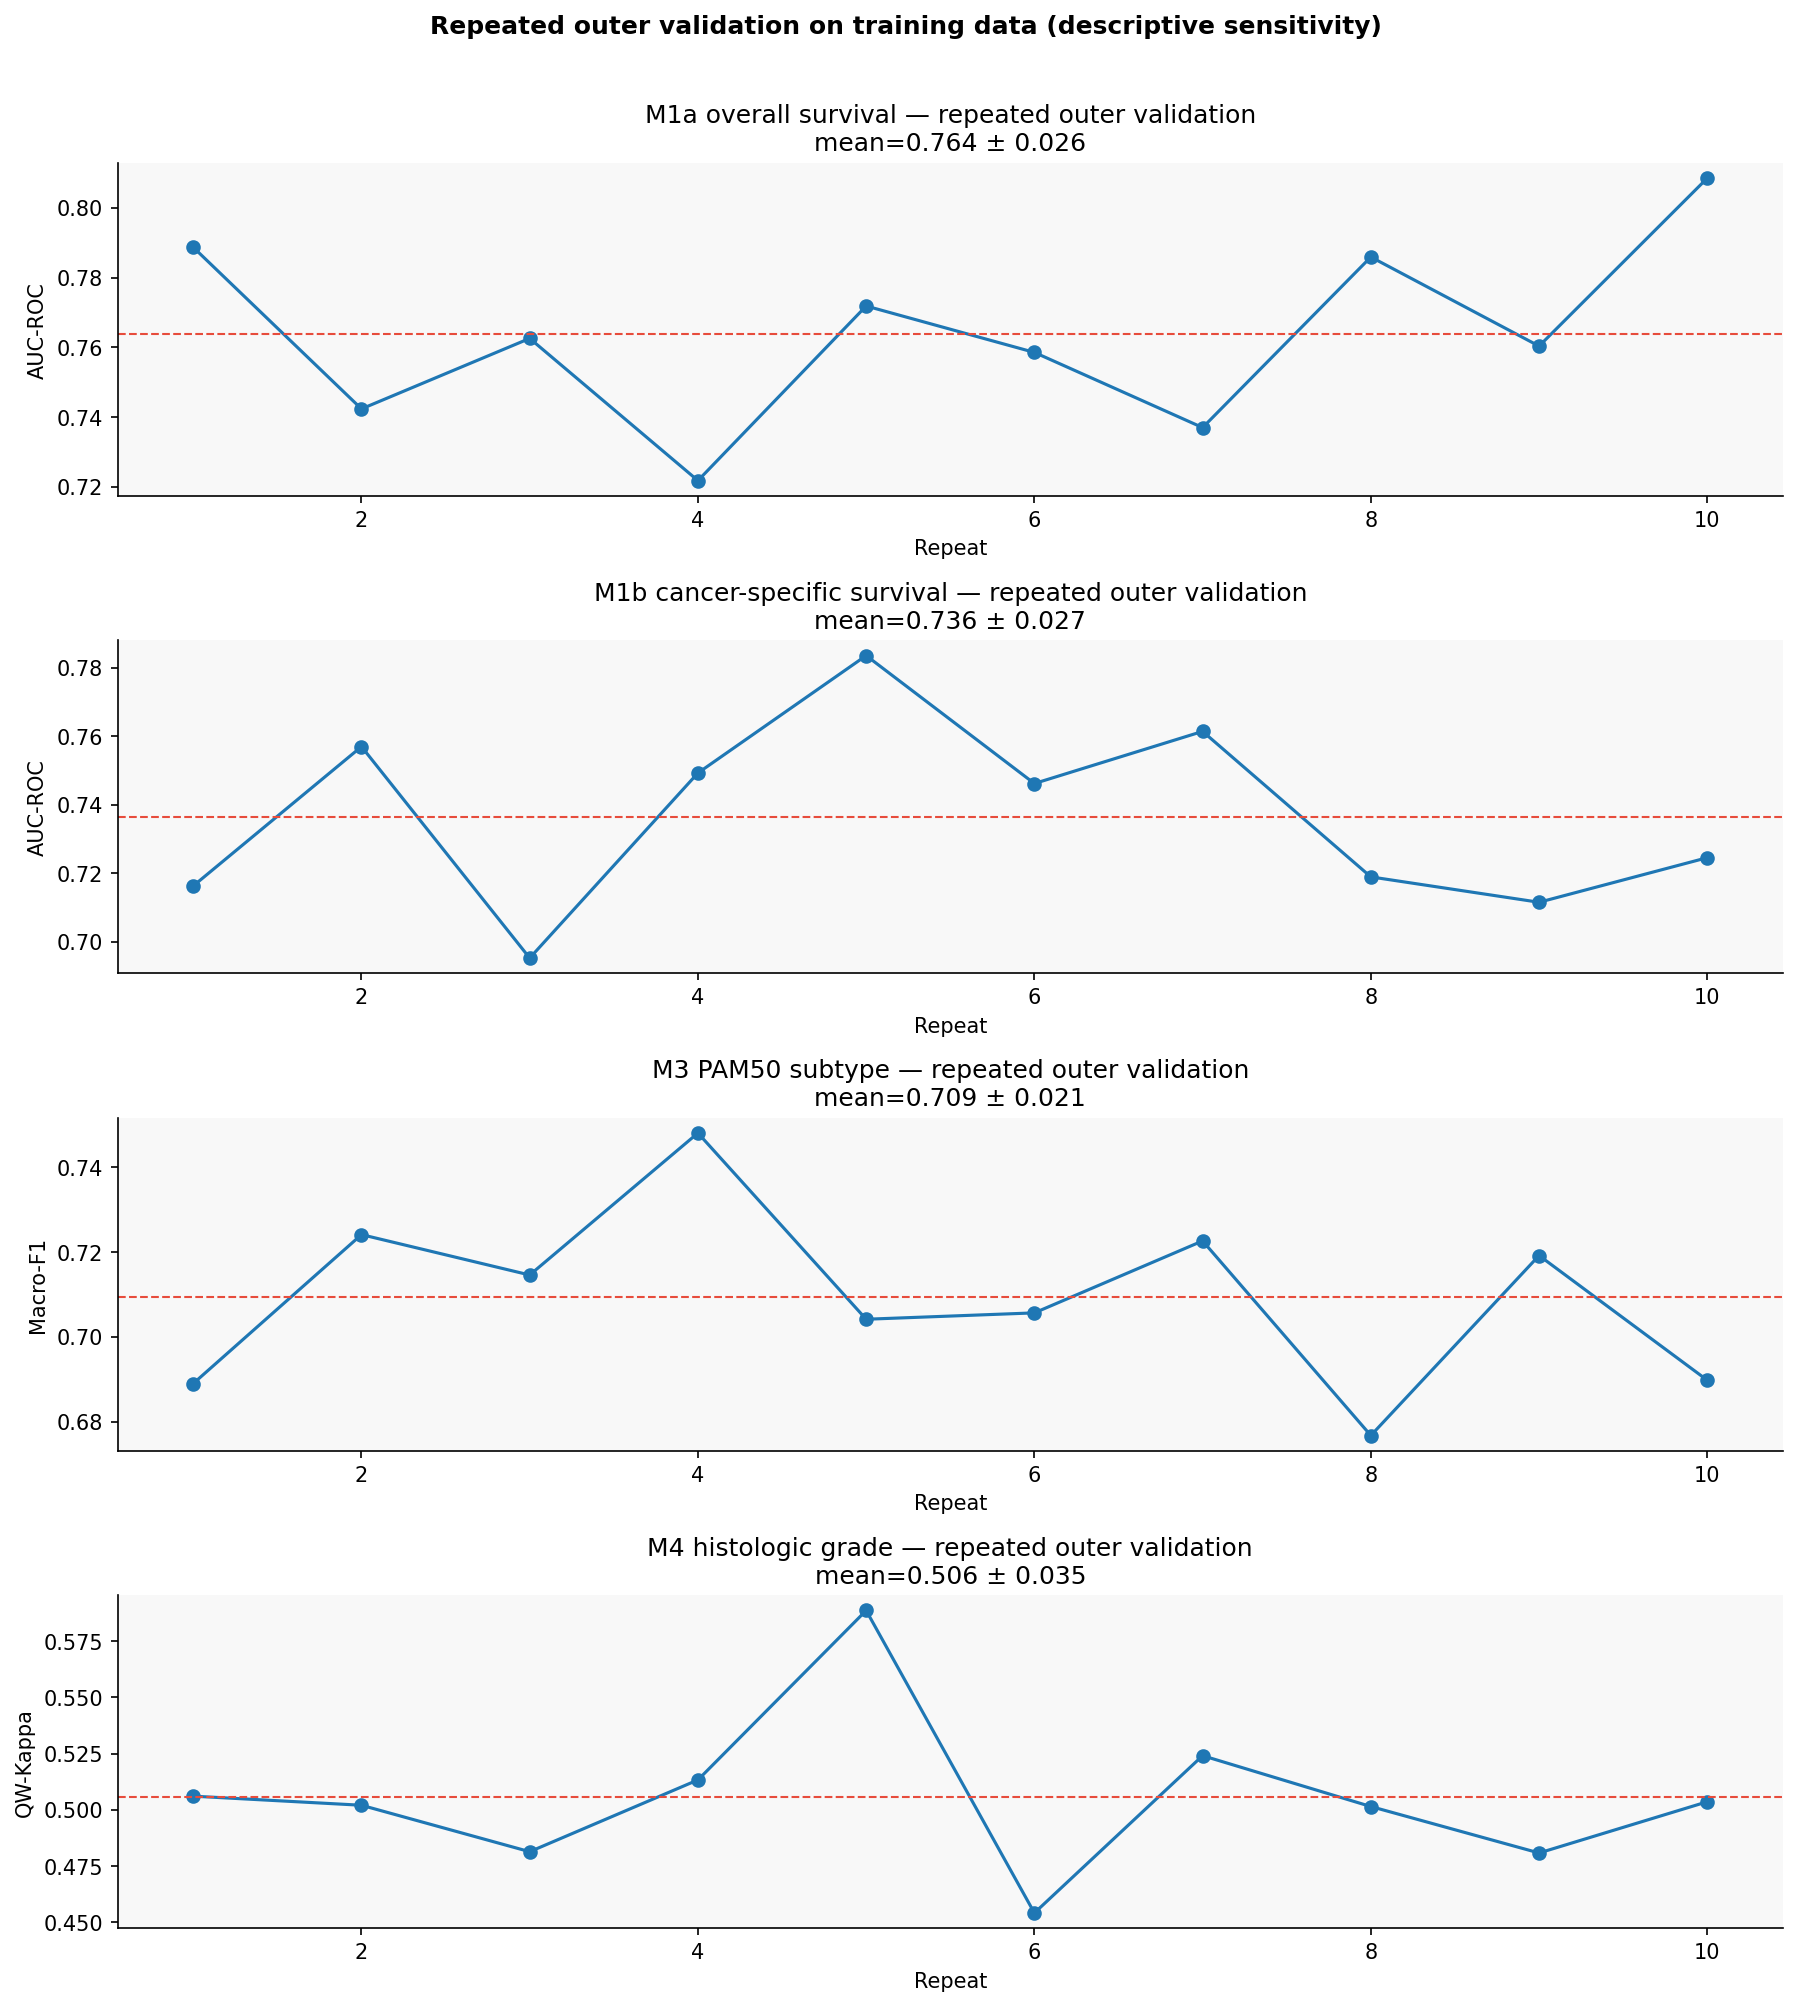 Repeated outer validation on training data (descriptive sensitivity)
M1a overall survival — repeated outer validation
mean=0.764 ± 0.026
0.80
0.78
0.76
0.74
0.72
AUC-ROC
2 4 6 8 10
Repeat
M1b cancer-specific survival — repeated outer validation
mean=0.736 ± 0.027
0.78
0.76
0.74
0.72
0.70
AUC-ROC
2 4 6 8 10
Repeat
M3 PAM50 subtype — repeated outer validation
mean=0.709 ± 0.021
0.74
0.72
0.70
0.68
Macro-F1
2 4 6 8 10
Repeat
M4 histologic grade — repeated outer validation
mean=0.506 ± 0.035
0.575
0.550
0.525
0.500
0.475
0.450
QW-Kappa
2 4 6 8 10
Repeat